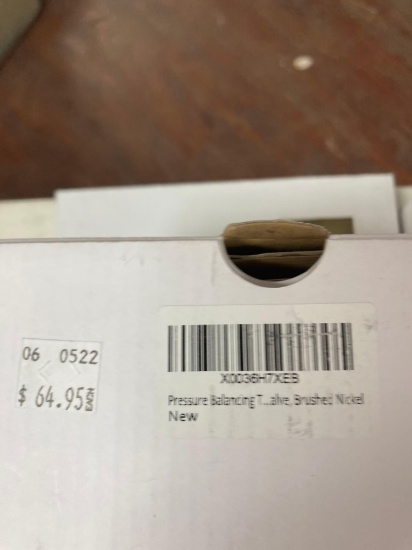 06 0522
$ 64.95 EACH
X0036H7XEB
Pressure Balancing T...alve, Brushed Nickel
New